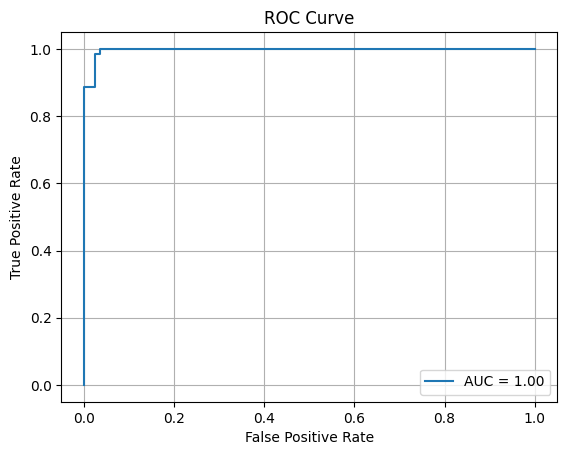 ROC Curve
True Positive Rate
1.0
0.8
0.6
0.4
0.2
0.0
AUC = 1.00
0.0 0.2 0.4 0.6 0.8 1.0
False Positive Rate